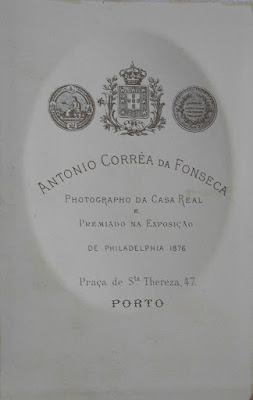 ANTONIO CORRÊA DA FONSECA
PHOTOGRAPHO DA CASA REAL
E
PREMIADO NA EXPOSIÇÃO
DE PHILADELPHIA 1876
Praça de Sta Thereza, 47.
PORTO